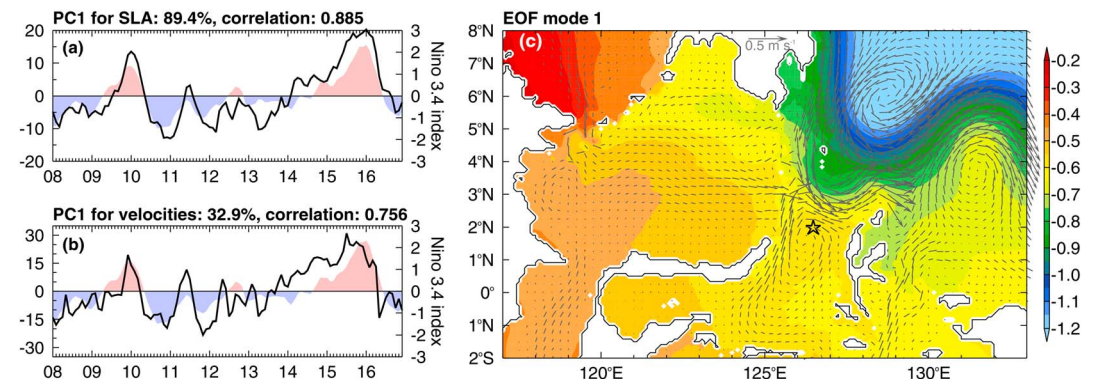 PC1 for SLA: 89.4%, correlation: 0.885
(a)
20
10
0
-10
-20
3
2
1
0
-1
-2
-3
Nino 3.4 index
08 09 10 11 12 13 14 15 16
PC1 for velocities: 32.9%, correlation: 0.756
(b)
30
15
0
-15
-30
3
2
1
0
-1
-2
-3
Nino 3.4 index
08 09 10 11 12 13 14 15 16
EOF mode 1
(c)
0.5 m s⁻¹
8°N
7°N
6°N
5°N
4°N
3°N
2°N
1°N
0°
1°N
2°S
120°E 125°E 130°E
-0.2
-0.3
-0.4
-0.5
-0.6
-0.7
-0.8
-0.9
-1.0
-1.1
-1.2